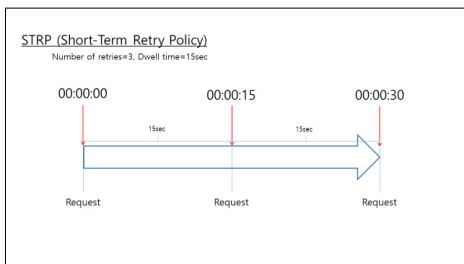 STRP (Short-Term Retry Policy)
Number of retries=3, Dwell time=15sec
00:00:00 00:00:15 00:00:30
15sec 15sec
Request Request Request